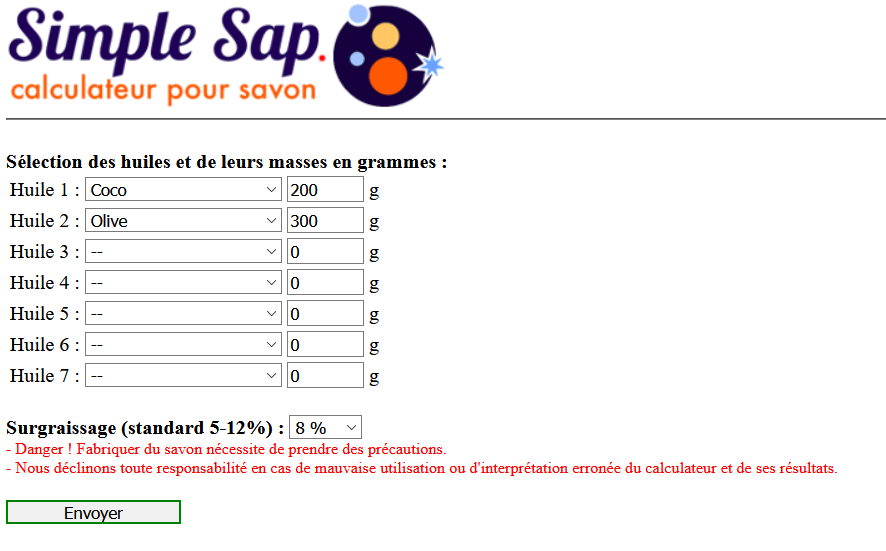 Simple Sap.
calculateur pour savon
Sélection des huiles et de leurs masses en grammes :
Huile 1 : Coco 200 g
Huile 2 : Olive 300 g
Huile 3 : -- 0 g
Huile 4 : -- 0 g
Huile 5 : -- 0 g
Huile 6 : -- 0 g
Huile 7 : -- 0 g
Surgraissage (standard 5-12%) : 8 %
- Danger ! Fabriquer du savon nécessite de prendre des précautions.
- Nous déclinons toute responsabilité en cas de mauvaise utilisation ou d'interprétation erronée du calculateur et de ses résultats.
Envoyer